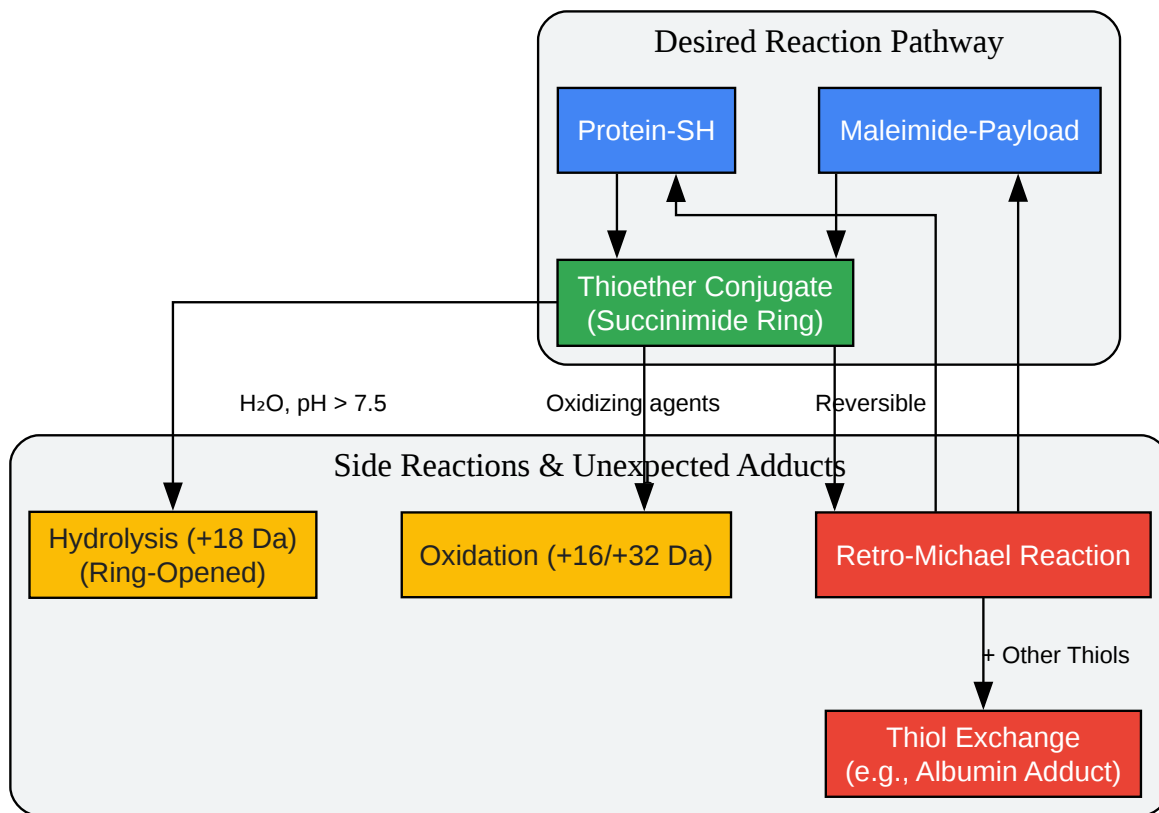 Desired Reaction Pathway
Protein-SH
Maleimide-Payload
Thioether Conjugate
(Succinimide Ring)
H₂O, pH > 7.5
Oxidizing agents
Reversible
Side Reactions & Unexpected Adducts
Hydrolysis (+18 Da)
(Ring-Opened)
Oxidation (+16/+32 Da)
Retro-Michael Reaction
+ Other Thiols
Thiol Exchange
(e.g., Albumin Adduct)